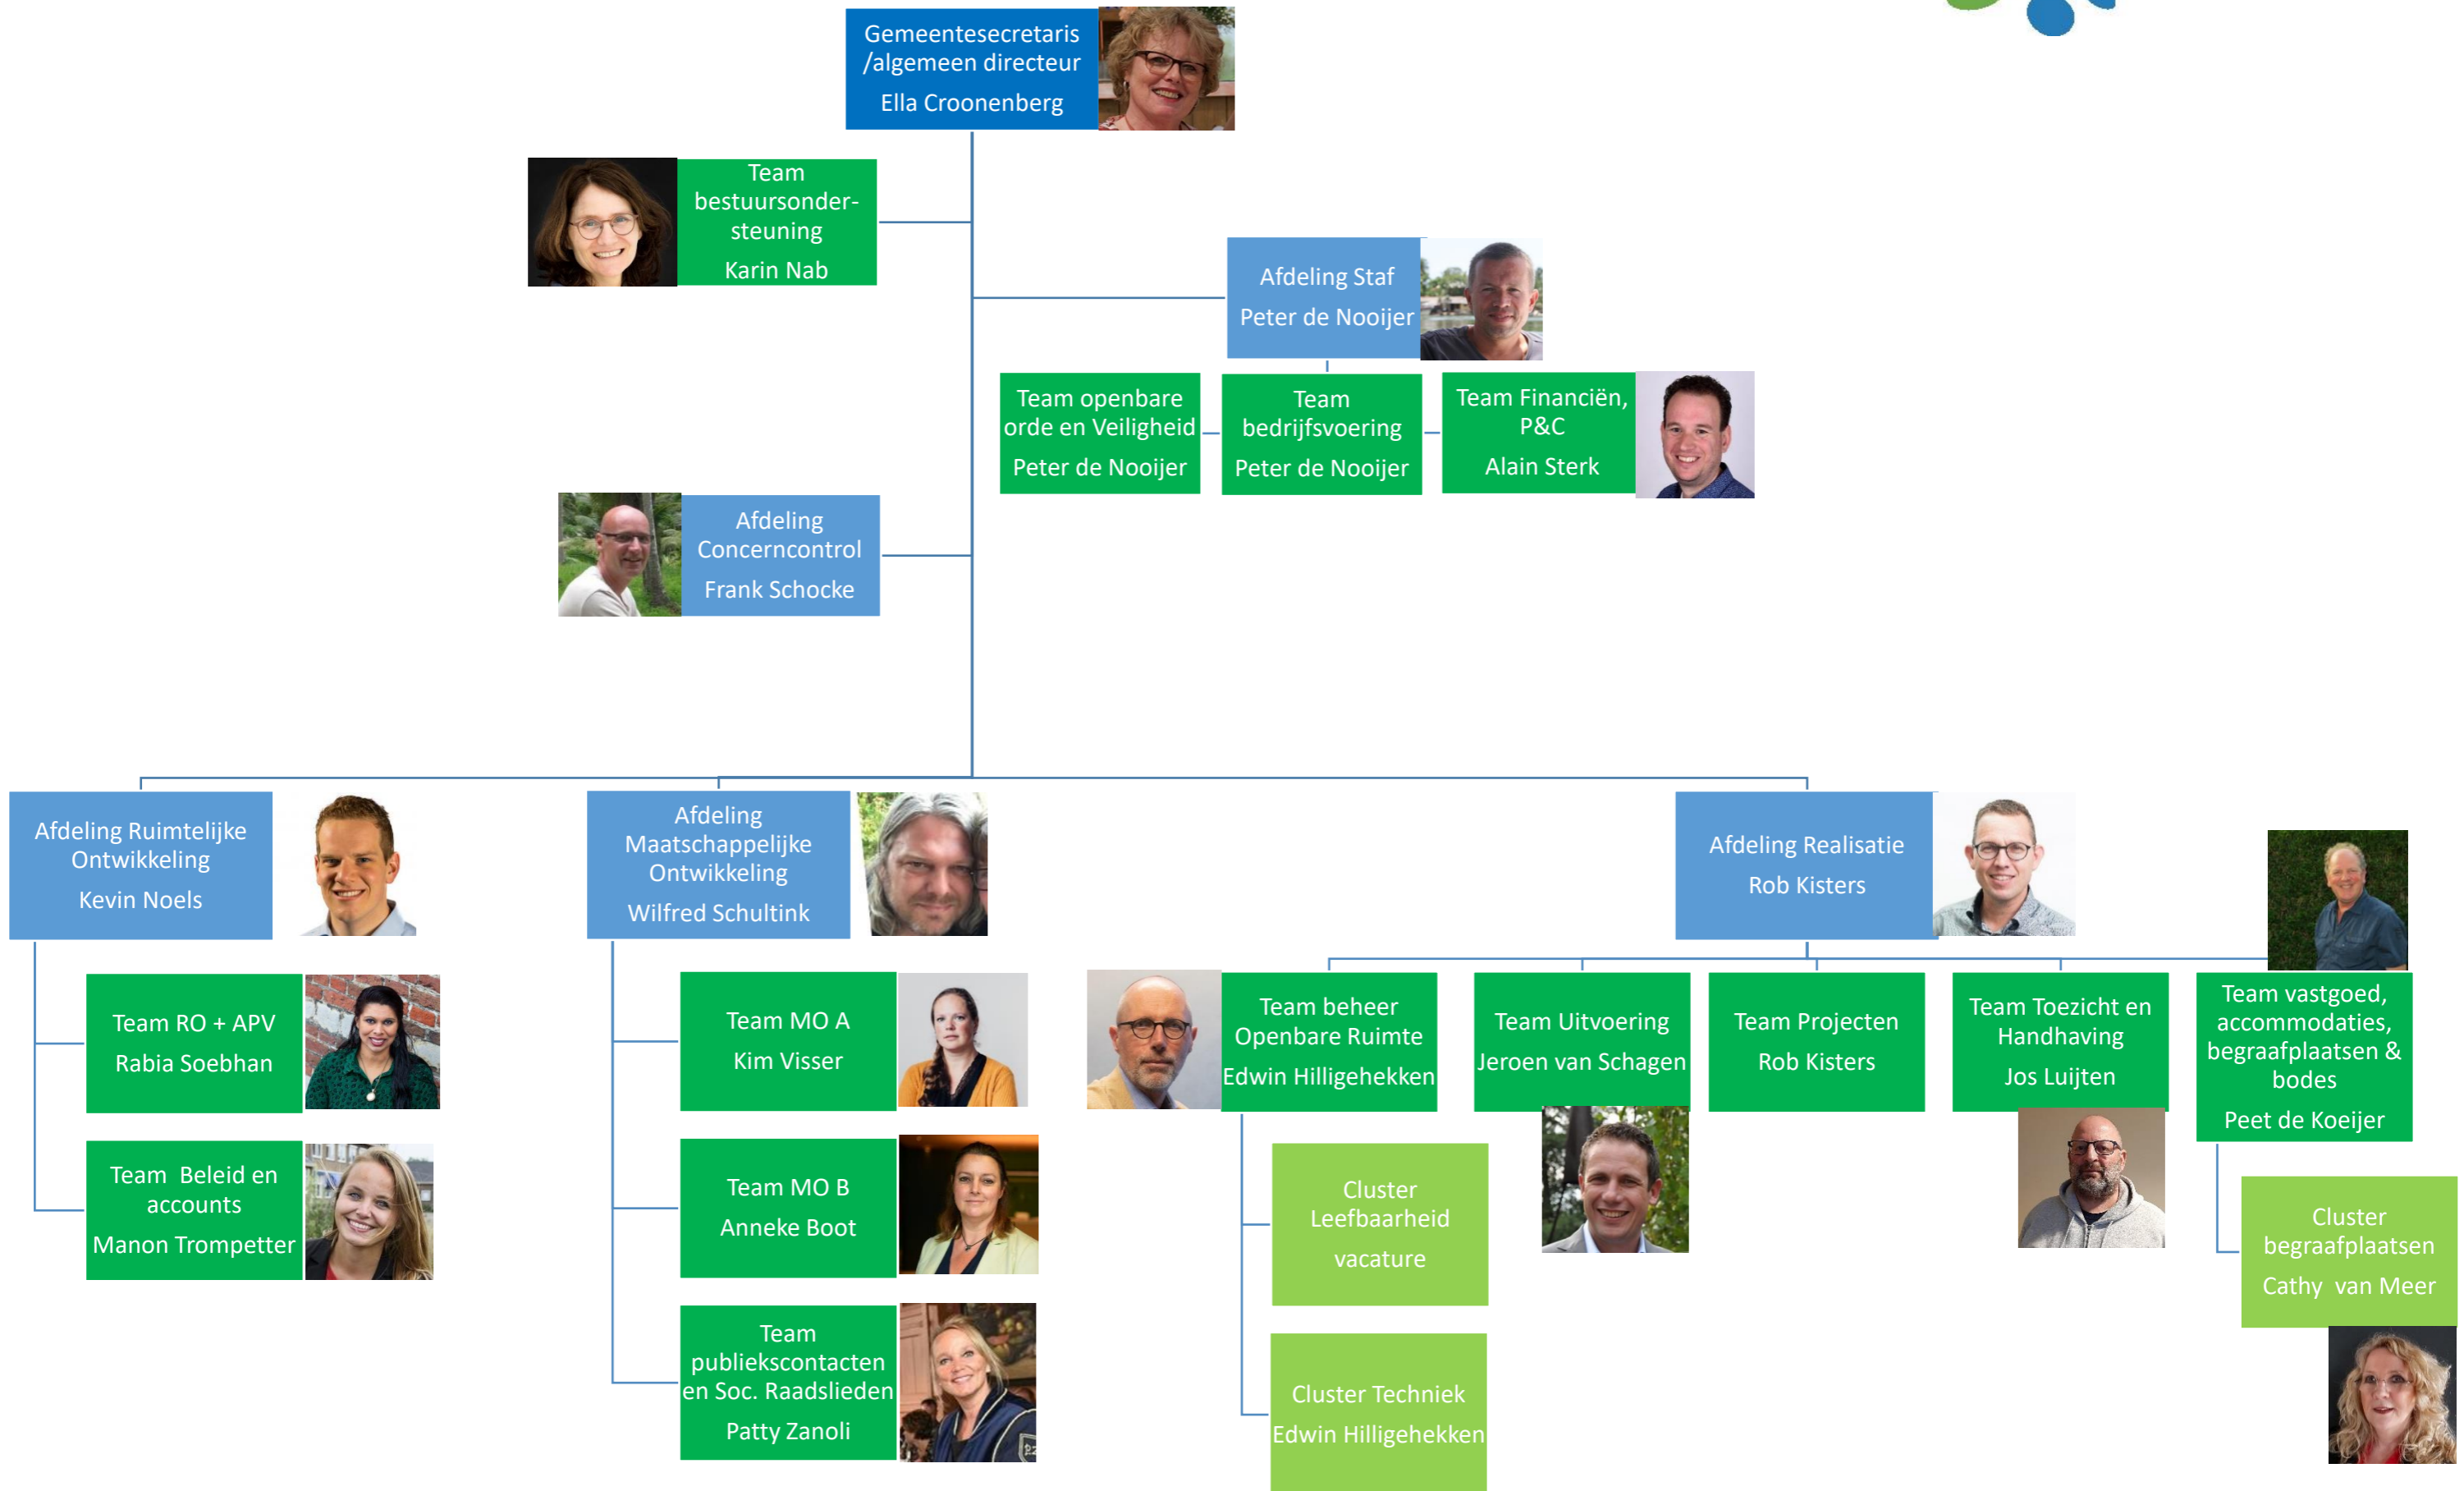 Gemeentesecretaris
/algemeen directeur
Ella Croonenberg
Team
bestuursonder-
steuning
Karin Nab
Afdeling Staf
Peter de Nooijer
Team openbare
orde en Veiligheid
Peter de Nooijer
Team
bedrijfsvoering
Peter de Nooijer
Team Financiën,
P&C
Alain Sterk
Afdeling
Concerncontrol
Frank Schocke
Afdeling Ruimtelijke
Ontwikkeling
Kevin Noels
Team RO + APV
Rabia Soebhan
Team  Beleid en
accounts
Manon Trompetter
Afdeling
Maatschappelijke
Ontwikkeling
Wilfred Schultink
Team MO A
Kim Visser
Team MO B
Anneke Boot
Team
publiekscontacten
en Soc. Raadslieden
Patty Zanoli
Afdeling Realisatie
Rob Kisters
Team beheer
Openbare Ruimte
Edwin Hilligehekken
Cluster
Leefbaarheid
vacature
Cluster Techniek
Edwin Hilligehekken
Team Uitvoering
Jeroen van Schagen
Team Projecten
Rob Kisters
Team Toezicht en
Handhaving
Jos Luijten
Team vastgoed,
accommodaties,
begraafplaatsen &
bodes
Peet de Koeijer
Cluster
begraafplaatsen
Cathy  van Meer